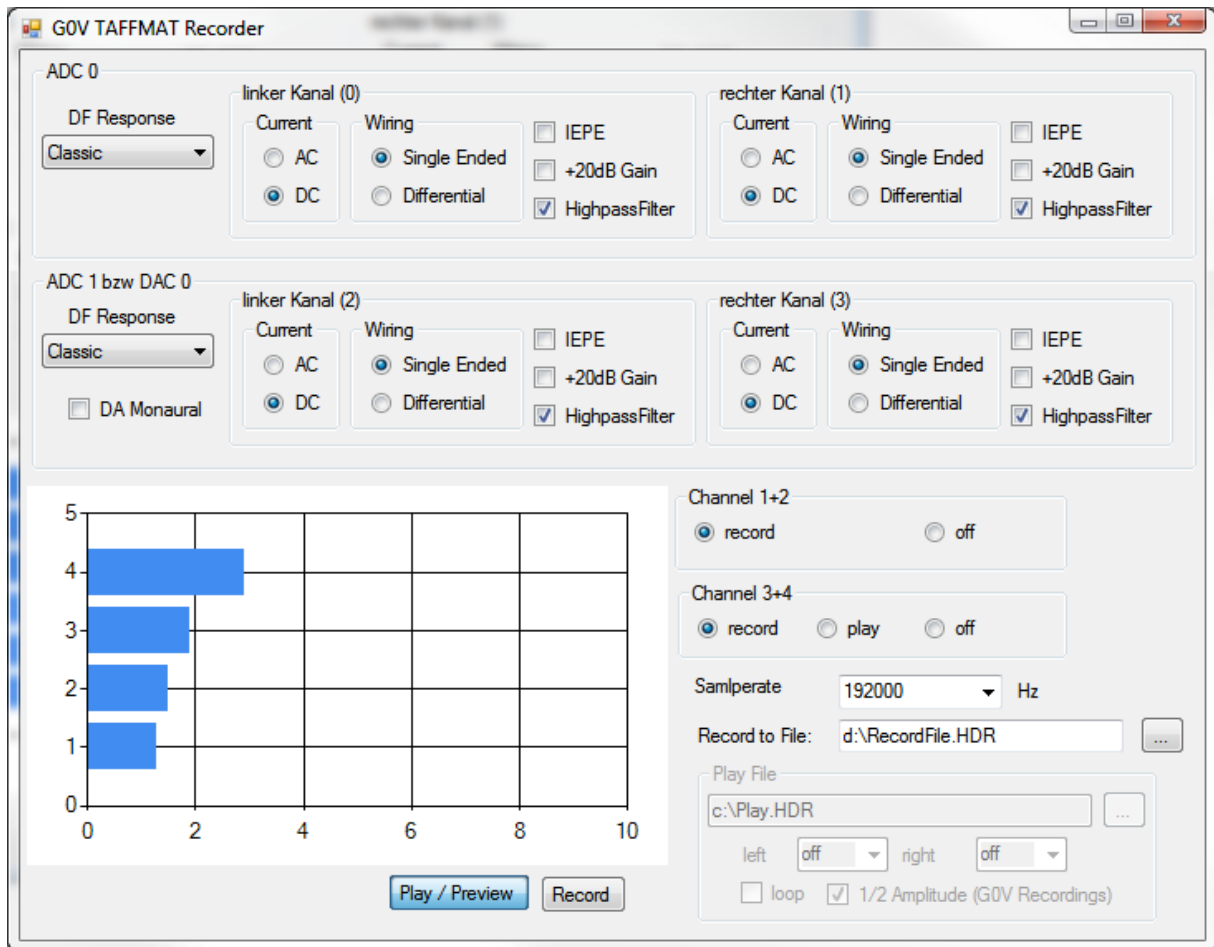 G0V TAFFMAT Recorder
ADC 0
DF Response
Classic
linker Kanal (0)
Current
AC
DC
Wiring
Single Ended
Differential
IEPE
+20dB Gain
HighpassFilter
rechter Kanal (1)
Current
AC
DC
Wiring
Single Ended
Differential
IEPE
+20dB Gain
HighpassFilter
ADC 1 bzw DAC 0
DF Response
Classic
DA Monaural
linker Kanal (2)
Current
AC
DC
Wiring
Single Ended
Differential
IEPE
+20dB Gain
HighpassFilter
rechter Kanal (3)
Current
AC
DC
Wiring
Single Ended
Differential
IEPE
+20dB Gain
HighpassFilter
5
4
3
2
1
0
0 2 4 6 8 10
Play / Preview
Record
Channel 1+2
record off
Channel 3+4
record play off
Samlperate 192000 Hz
Record to File: d:\RecordFile.HDR ...
Play File
c:\Play.HDR ...
left off right off
loop 1/2 Amplitude (G0V Recordings)